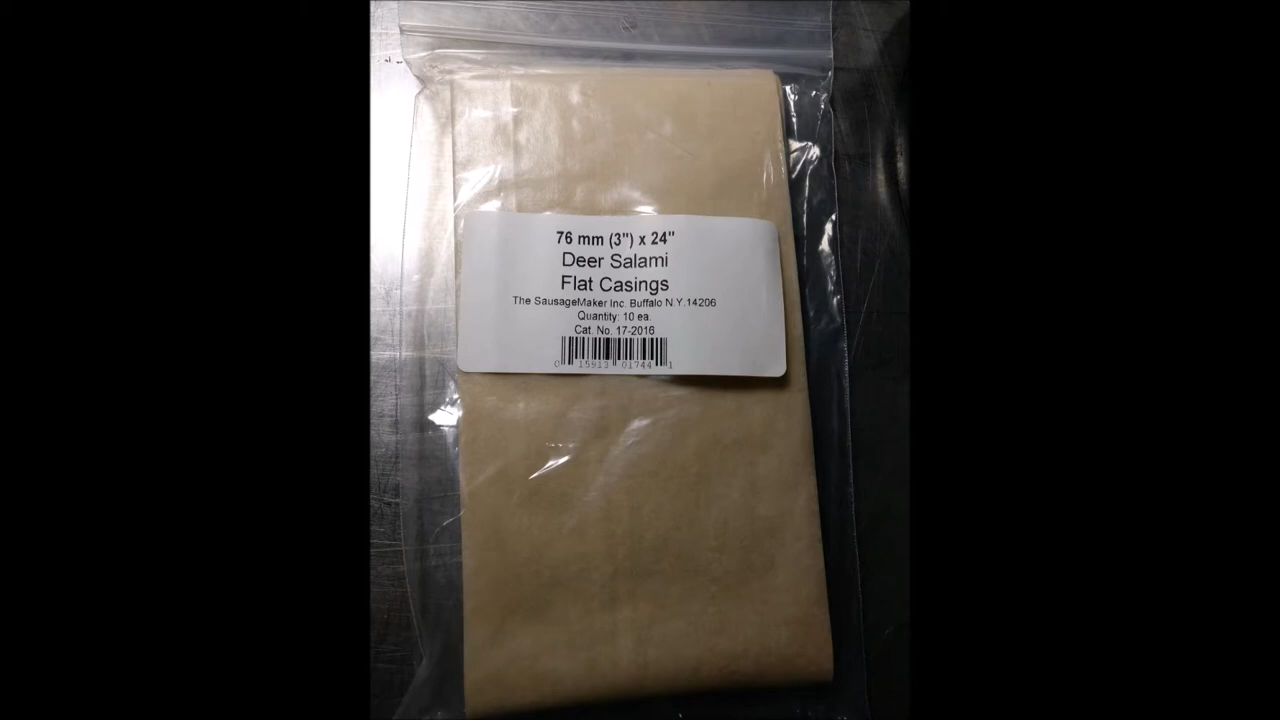 76 mm (3") x 24"
Deer Salami
Flat Casings
The SausageMaker Inc. Buffalo N.Y.14206
Quantity: 10 ea.
Cat. No. 17-2016
0 15913 01744 1